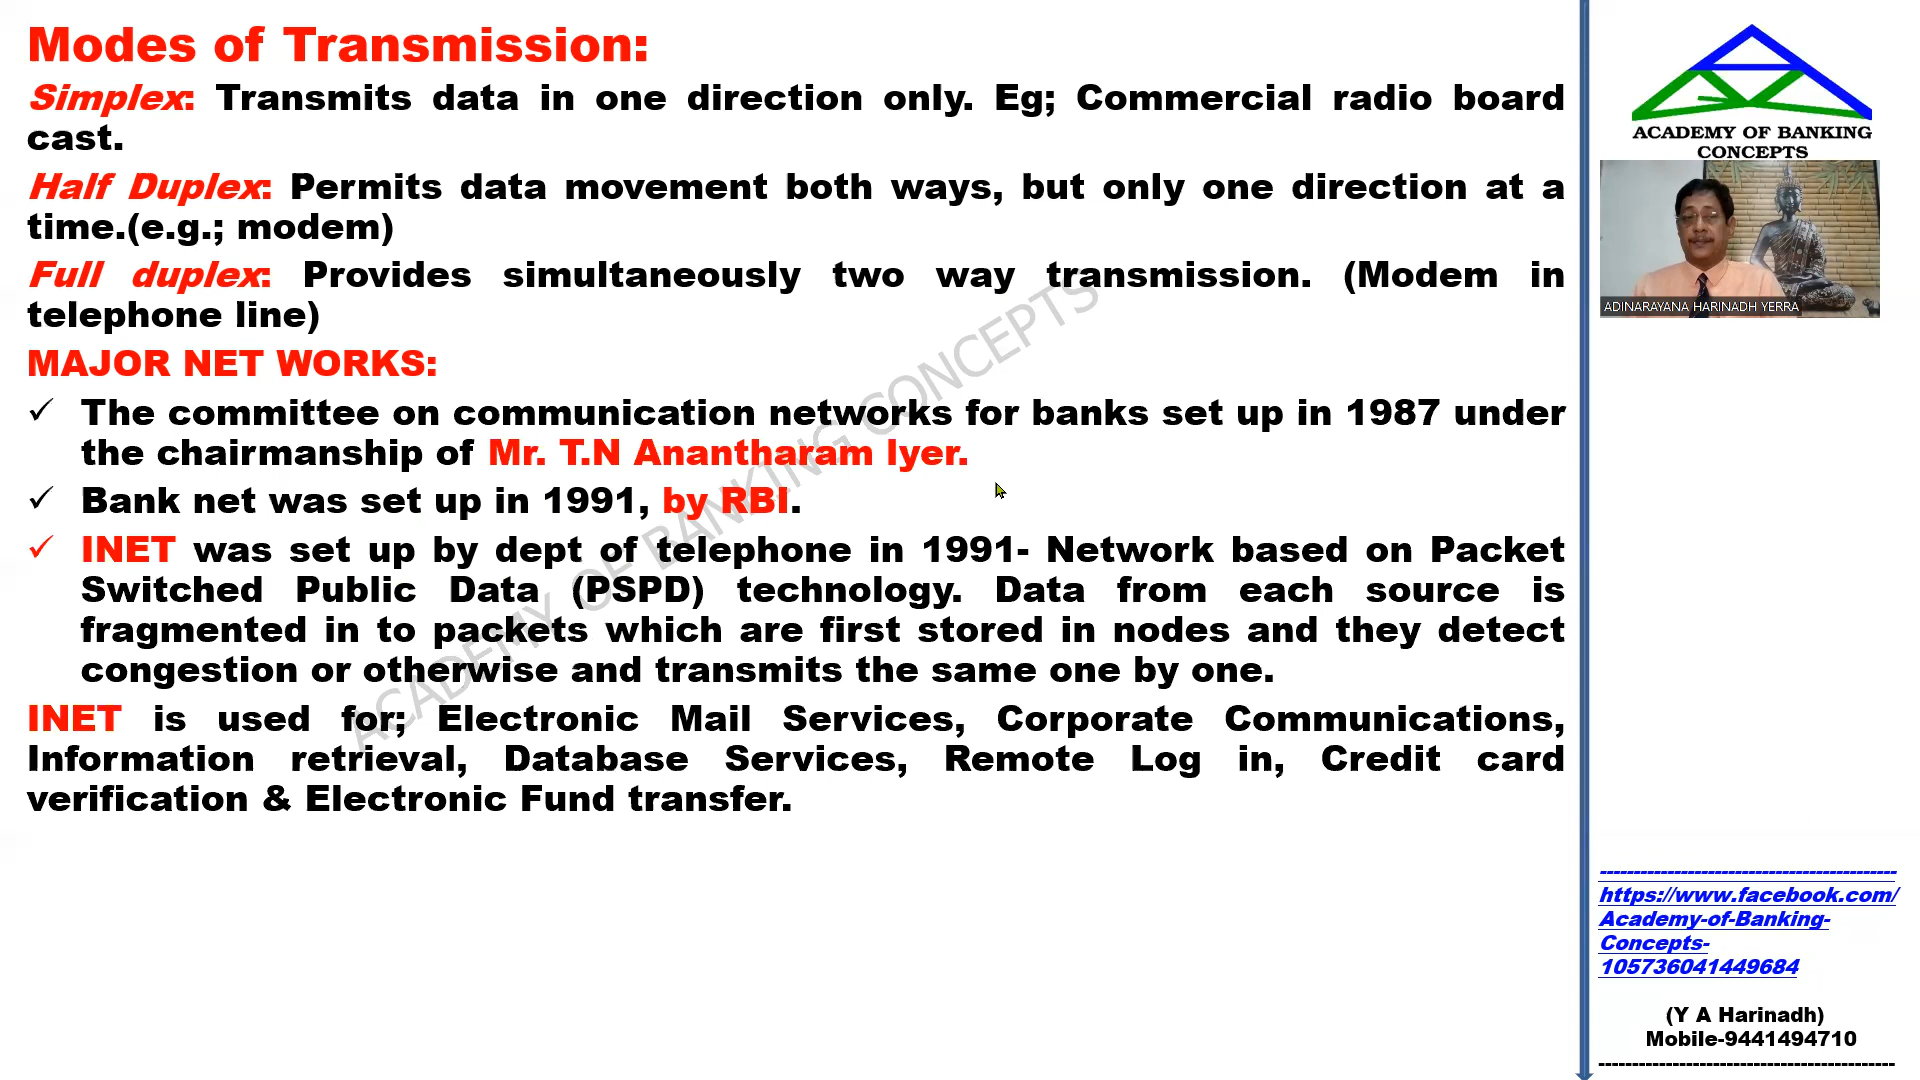 Modes of Transmission:
Simplex: Transmits data in one direction only. Eg; Commercial radio board
cast.
Half Duplex: Permits data movement both ways, but only one direction at a
time.(e.g.; modem)
Full duplex: Provides simultaneously two way transmission. (Modem in
telephone line)
MAJOR NET WORKS:
✓ The committee on communication networks for banks set up in 1987 under
the chairmanship of Mr. T.N Anantharam Iyer.
✓ Bank net was set up in 1991, by RBI.
✓ INET was set up by dept of telephone in 1991- Network based on Packet
Switched Public Data (PSPD) technology. Data from each source is
fragmented in to packets which are first stored in nodes and they detect
congestion or otherwise and transmits the same one by one.
INET is used for; Electronic Mail Services, Corporate Communications,
Information retrieval, Database Services, Remote Log in, Credit card
verification & Electronic Fund transfer.
ACADEMY OF BANKING CONCEPTS
ACADEMY OF BANKING
CONCEPTS
ADINARAYANA HARINADH YERRA
--------------------------------------------
https://www.facebook.com/
Academy-of-Banking-
Concepts-
105736041449684
(Y A Harinadh)
Mobile-9441494710
--------------------------------------------